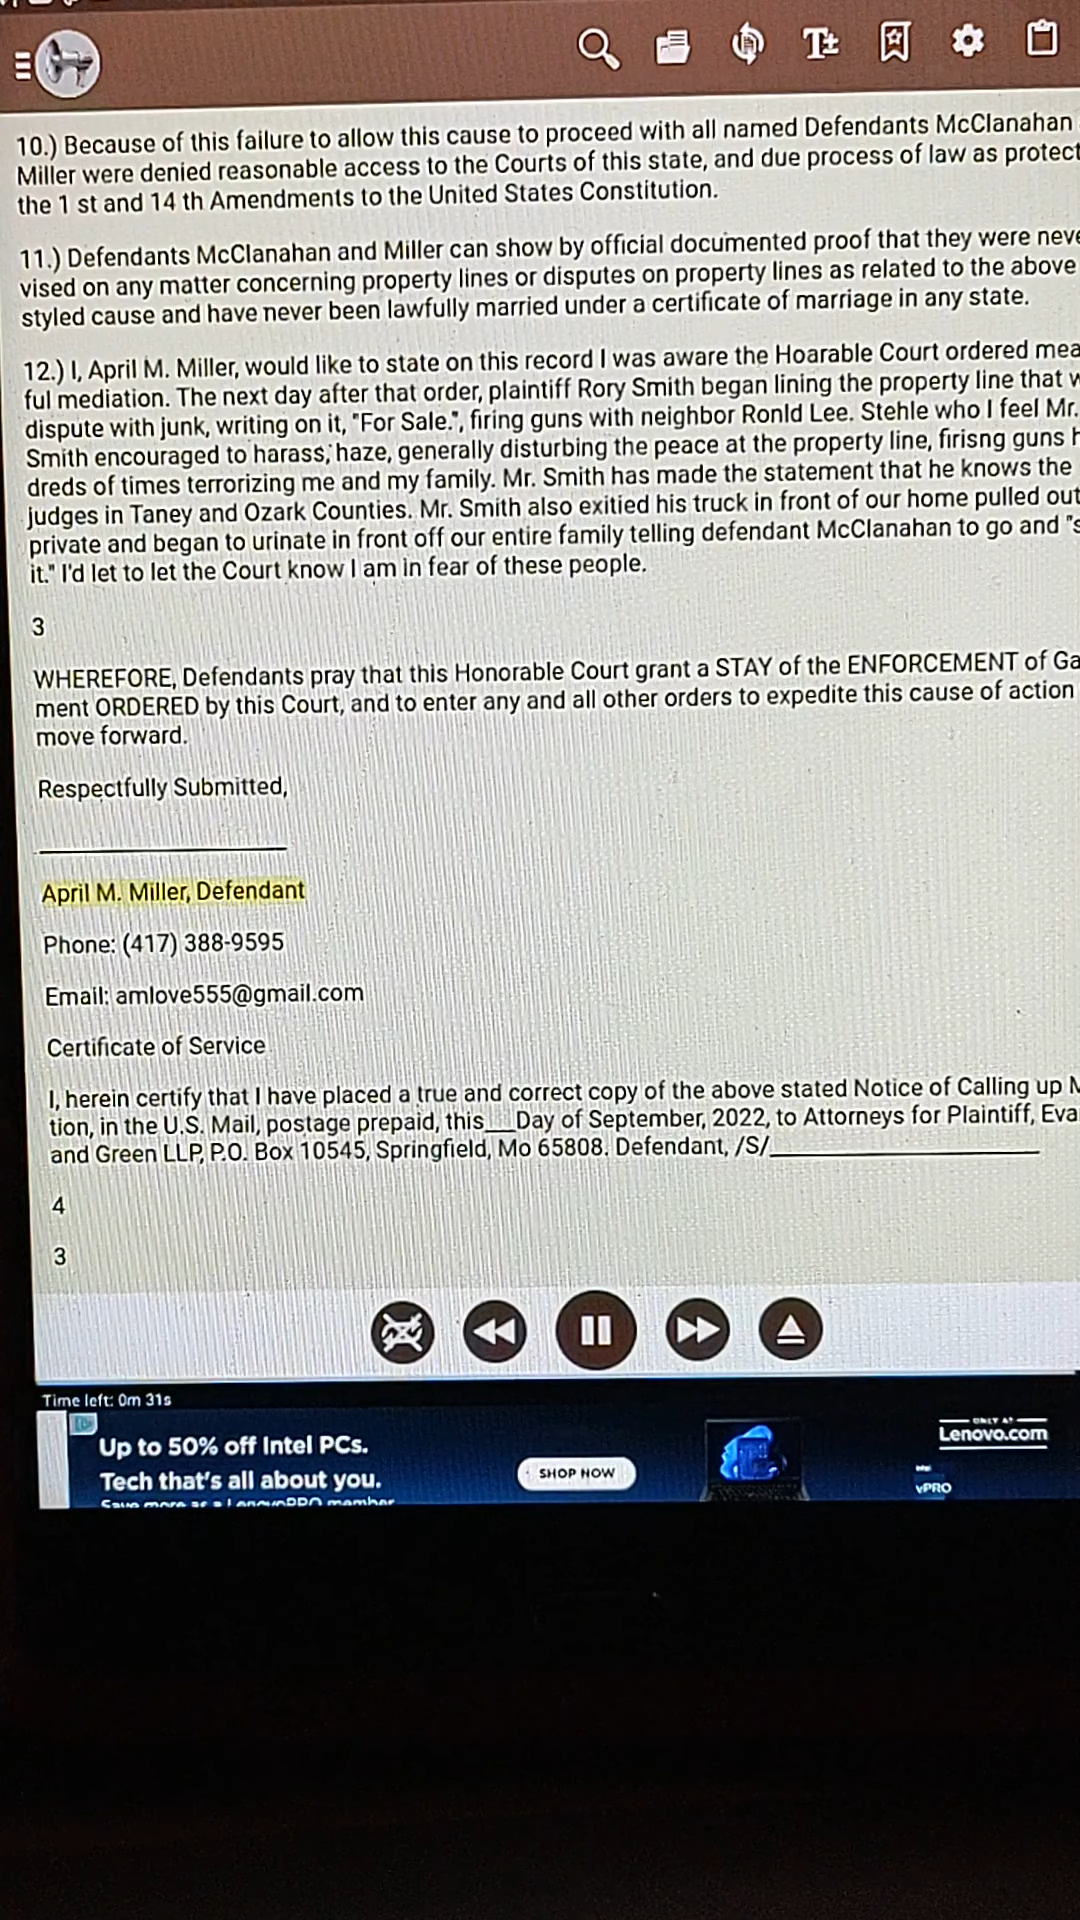 10.) Because of this failure to allow this cause to proceed with all named Defendants McClanahan
Miller were denied reasonable access to the Courts of this state, and due process of law as protect
the 1 st and 14 th Amendments to the United States Constitution.
11.) Defendants McClanahan and Miller can show by official documented proof that they were neve
vised on any matter concerning property lines or disputes on property lines as related to the above
styled cause and have never been lawfully married under a certificate of marriage in any state.
12.) I, April M. Miller, would like to state on this record I was aware the Hoarable Court ordered mea
ful mediation. The next day after that order, plaintiff Rory Smith began lining the property line that w
dispute with junk, writing on it, "For Sale.", firing guns with neighbor Ronld Lee. Stehle who I feel Mr.
Smith encouraged to harass, haze, generally disturbing the peace at the property line, firisng guns h
dreds of times terrorizing me and my family. Mr. Smith has made the statement that he knows the
judges in Taney and Ozark Counties. Mr. Smith also exitied his truck in front of our home pulled out
private and began to urinate in front off our entire family telling defendant McClanahan to go and "s
it." I'd let to let the Court know I am in fear of these people.
3
WHEREFORE, Defendants pray that this Honorable Court grant a STAY of the ENFORCEMENT of Ga
ment ORDERED by this Court, and to enter any and all other orders to expedite this cause of action
move forward.
Respectfully Submitted,
April M. Miller, Defendant
Phone: (417) 388-9595
Email: amlove555@gmail.com
Certificate of Service
I, herein certify that I have placed a true and correct copy of the above stated Notice of Calling up M
tion, in the U.S. Mail, postage prepaid, this___Day of September, 2022, to Attorneys for Plaintiff, Eva
and Green LLP, P.O. Box 10545, Springfield, Mo 65808. Defendant, /S/____________________
4
3
Time left: 0m 31s
Up to 50% off Intel PCs.
Tech that's all about you.
Save more as a LenovoPRO member
SHOP NOW
ONLY AT
Lenovo.com
intel
vPRO